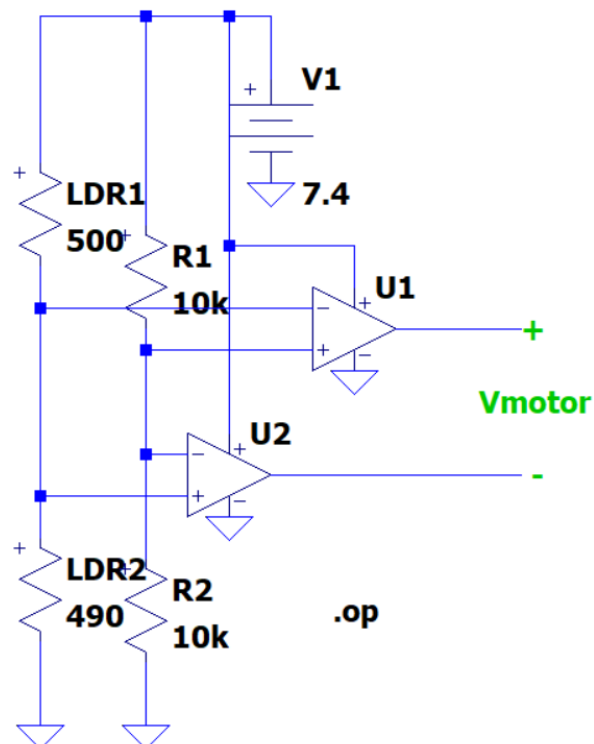 V1
+
7.4
+
LDR1
500
+
R1
10k
U1
+
−
+
−
+
Vmotor
-
U2
+
−
+
−
+
LDR2
490
+
R2
10k
.op